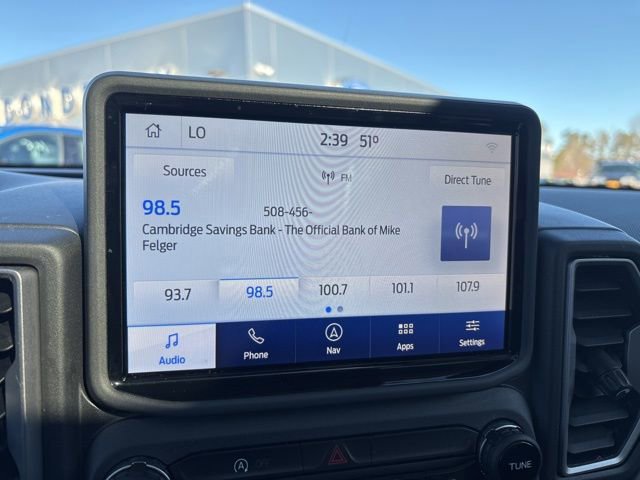 LO 2:39 51°
Sources FM Direct Tune
98.5 508-456-
Cambridge Savings Bank - The Official Bank of Mike
Felger
93.7 98.5 100.7 101.1 107.9
Audio Phone Nav Apps Settings
A OFF TUNE